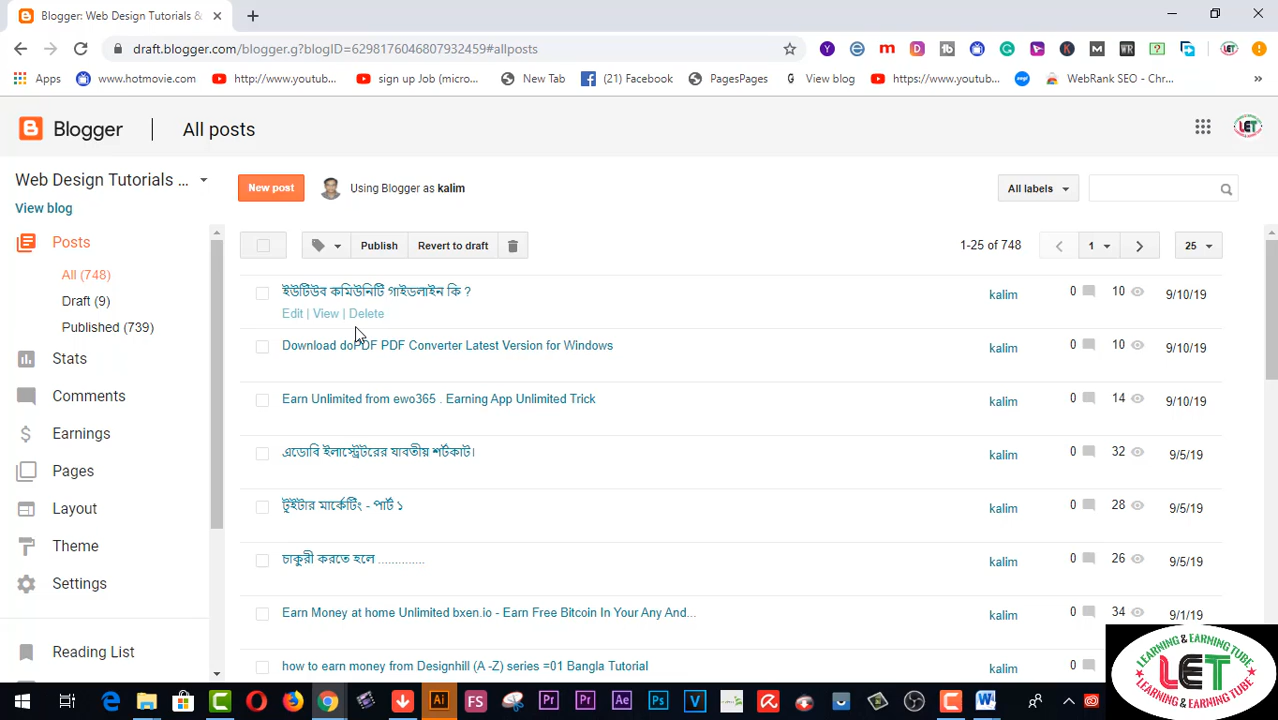 Blogger: Web Design Tutorials &
draft.blogger.com/blogger.g?blogID=6298176046807932459#allposts
Apps www.hotmovie.com http://www.youtub... sign up Job (micro... New Tab (21) Facebook PagesPages View blog https://www.youtub... WebRank SEO - Chr... »
Blogger All posts LET
Web Design Tutorials ... New post Using Blogger as kalim All labels
View blog
Posts Publish Revert to draft 1-25 of 748 1 25
All (748)
Draft (9)
Published (739)
Stats
Comments
Earnings
Pages
Layout
Theme
Settings
Reading List
ইউটিউব কমিউনিটি গাইডলাইন কি ? kalim 0 10 9/10/19
Edit | View | Delete
Download doPDF PDF Converter Latest Version for Windows kalim 0 10 9/10/19
Earn Unlimited from ewo365 . Earning App Unlimited Trick kalim 0 14 9/10/19
এডোবি ইলাস্ট্রেটরের যাবতীয় শর্টকাট। kalim 0 32 9/5/19
টুইটার মার্কেটিং - পার্ট ১ kalim 0 28 9/5/19
চাকুরী করতে হলে .............. kalim 0 26 9/5/19
Earn Money at home Unlimited bxen.io - Earn Free Bitcoin In Your Any And... kalim 0 34 9/1/19
how to earn money from Designhill (A -Z) series =01 Bangla Tutorial kalim 0
LEARNING & EARNING TUBE
LET
LEARNING & EARNING TUBE